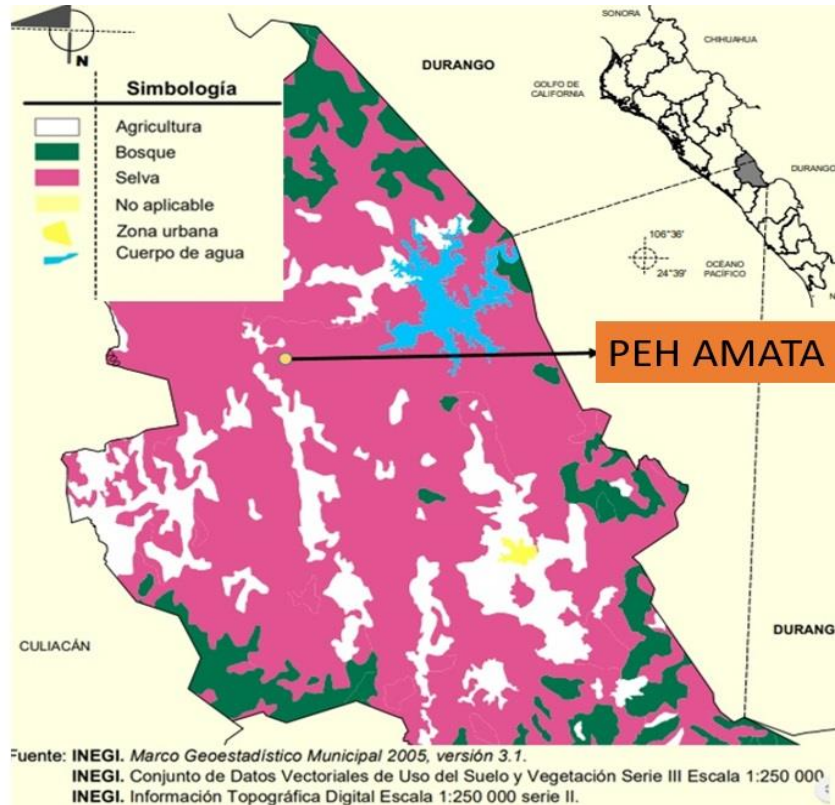 N
Simbología
Agricultura
Bosque
Selva
No aplicable
Zona urbana
Cuerpo de agua
DURANGO
SONORA
CHIHUAHUA
GOLFO DE
CALIFORNIA
DURANGO
106°36'
24°39'
OCÉANO
PACÍFICO
N
PEH AMATA
CULIACÁN
DURANG
Fuente: INEGI. Marco Geoestadístico Municipal 2005, versión 3.1.
INEGI. Conjunto de Datos Vectoriales de Uso del Suelo y Vegetación Serie III Escala 1:250 000.
INEGI. Información Topográfica Digital Escala 1:250 000 serie II.